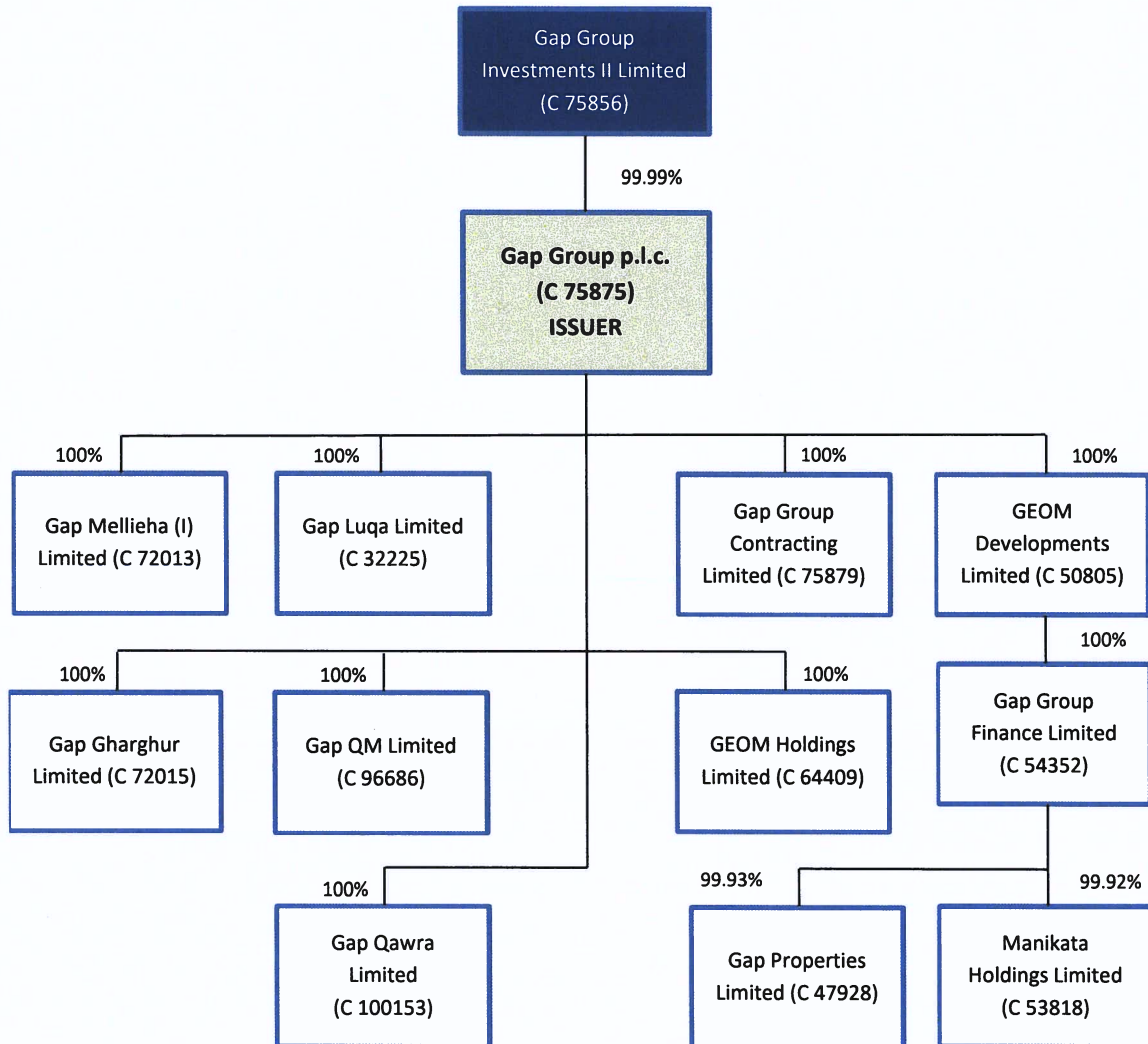 Gap Group
Investments II Limited
(C 75856)
99.99%
Gap Group p.l.c.
(C 75875)
ISSUER
100%
100%
100%
100%
Gap Mellieha (I)
Limited (C 72013)
Gap Luqa Limited
(C 32225)
Gap Group
Contracting
Limited (C 75879)
GEOM
Developments
Limited (C 50805)
100%
100%
100%
100%
Gap Gharghur
Limited (C 72015)
Gap QM Limited
(C 96686)
GEOM Holdings
Limited (C 64409)
Gap Group
Finance Limited
(C 54352)
100%
99.93%
99.92%
Gap Qawra
Limited
(C 100153)
Gap Properties
Limited (C 47928)
Manikata
Holdings Limited
(C 53818)